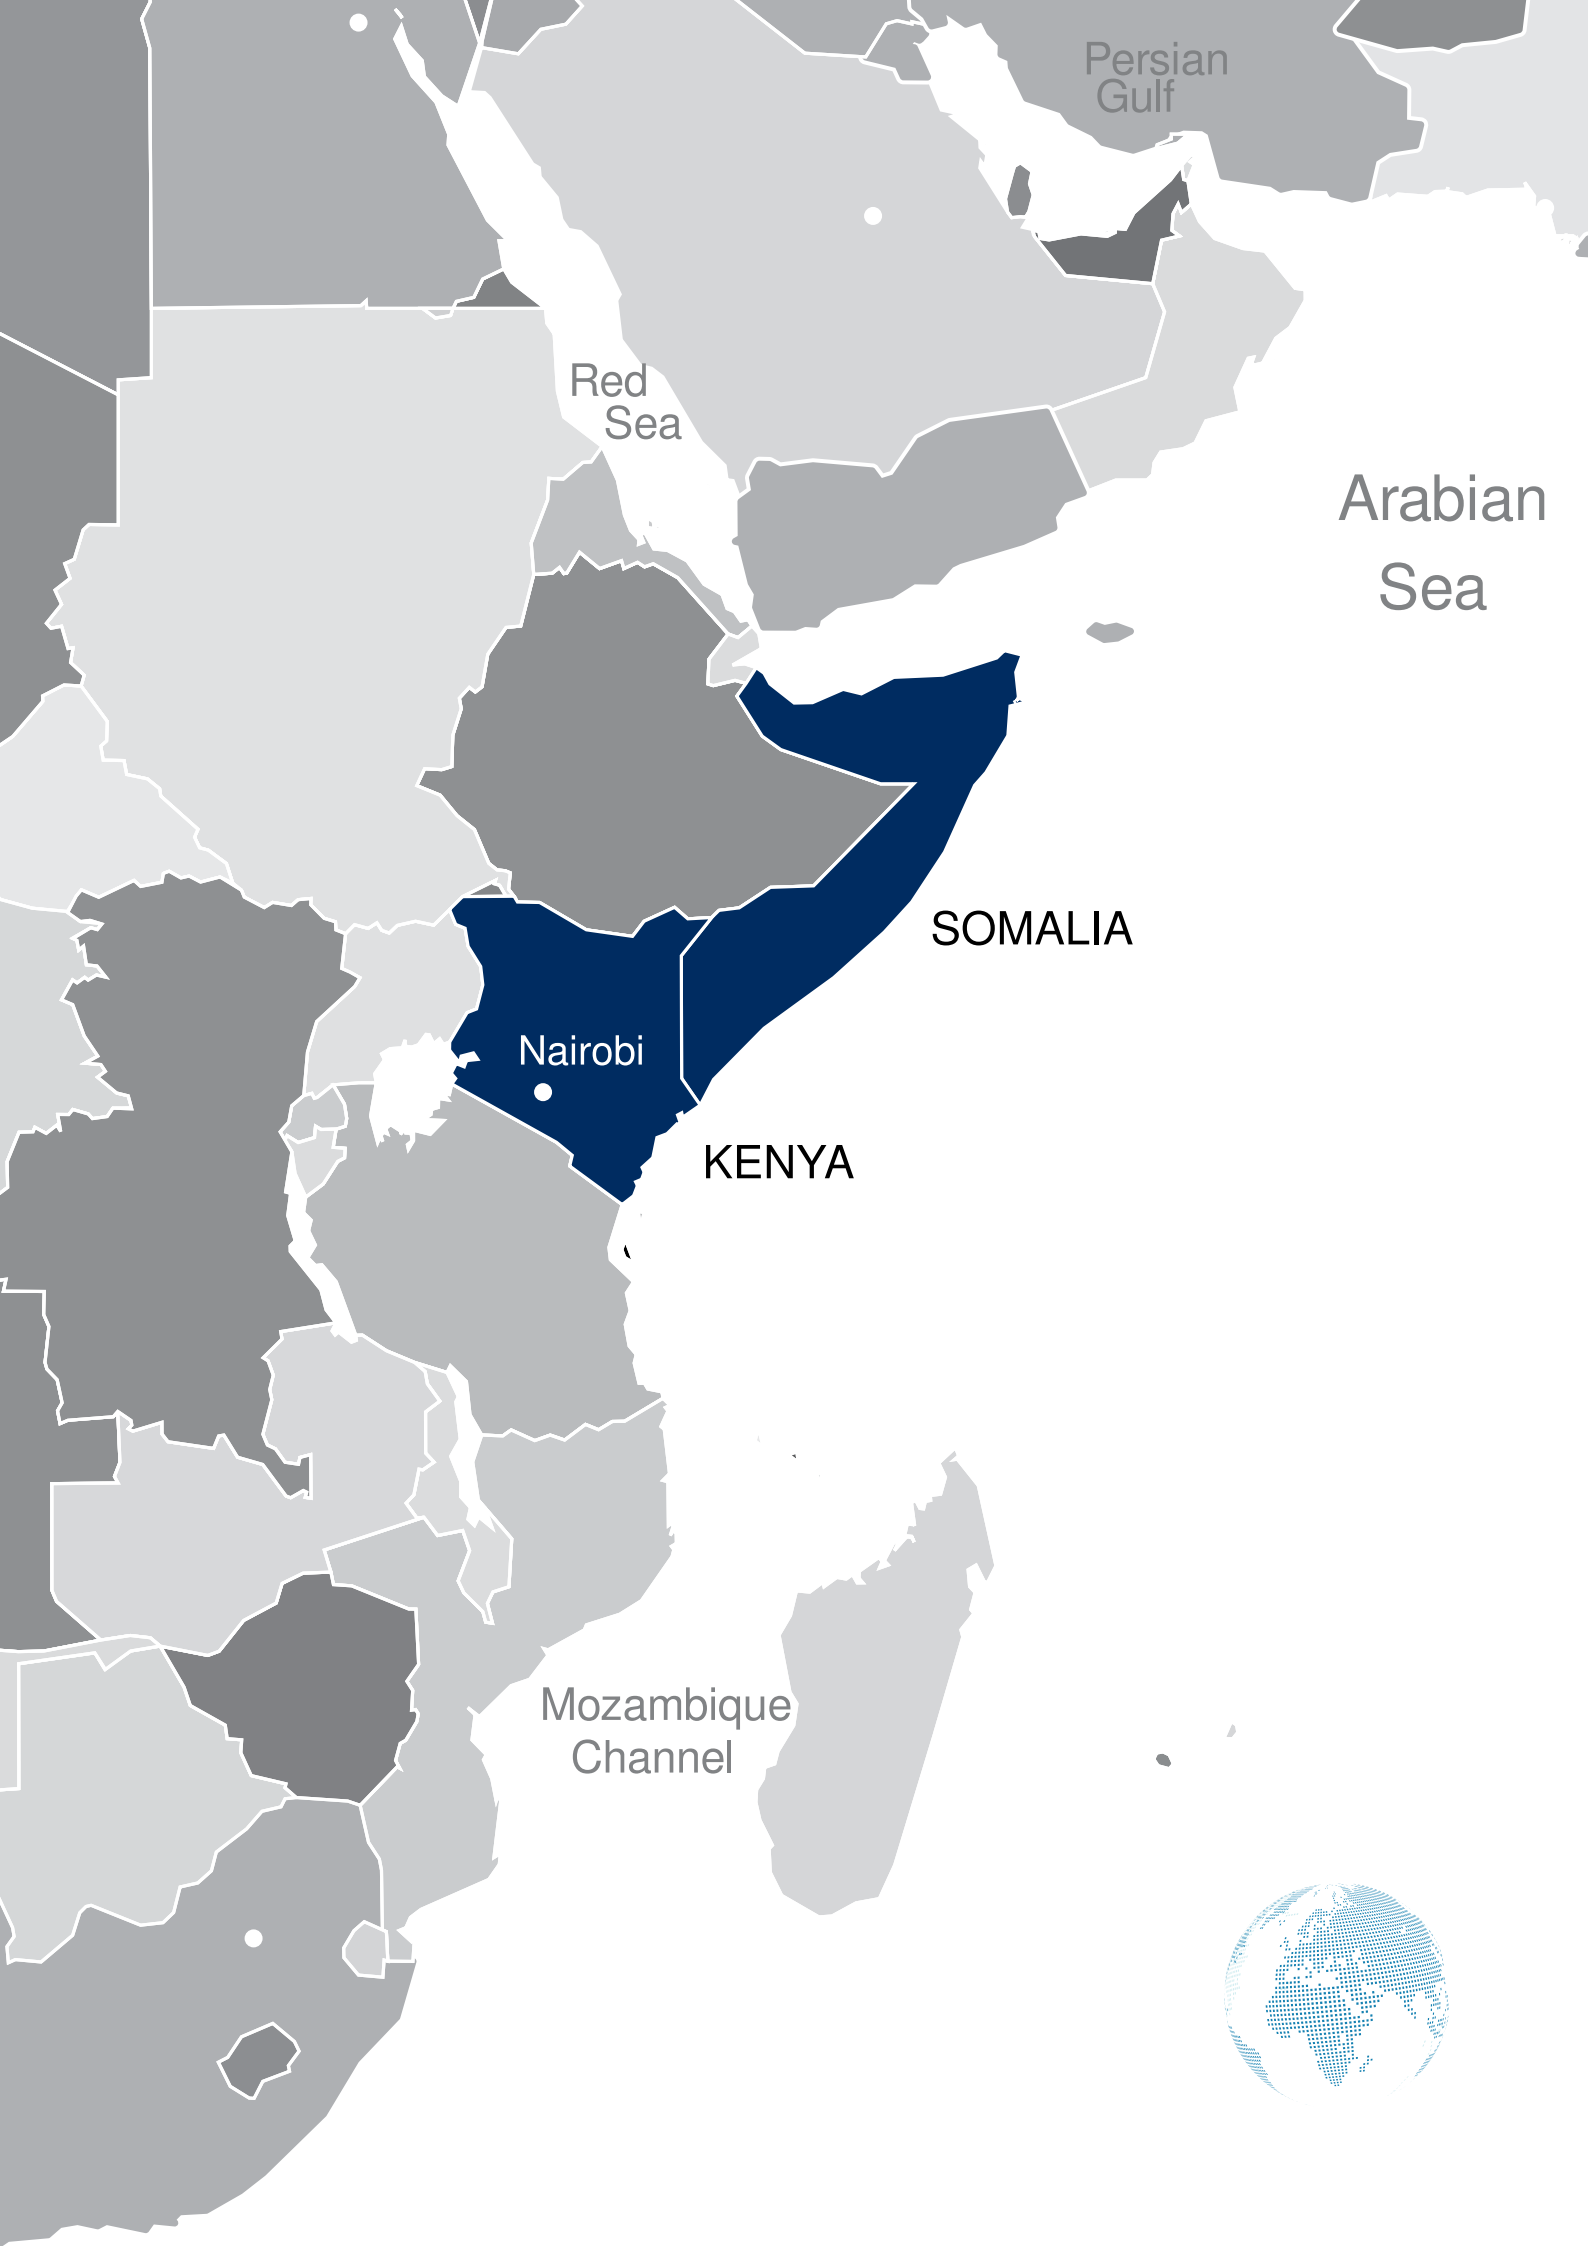 Persian
Gulf
Red
Sea
Arabian
Sea
SOMALIA
Nairobi
KENYA
Mozambique
Channel